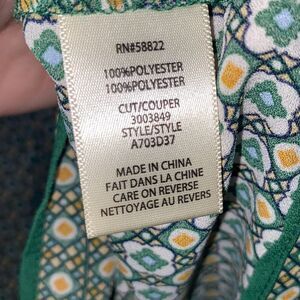 RN#58822
100%POLYESTER
100%POLYESTER
CUT/COUPER
3003849
STYLE/STYLE
A703D37
MADE IN CHINA
FAIT DANS LA CHINE
CARE ON REVERSE
NETTOYAGE AU REVERS